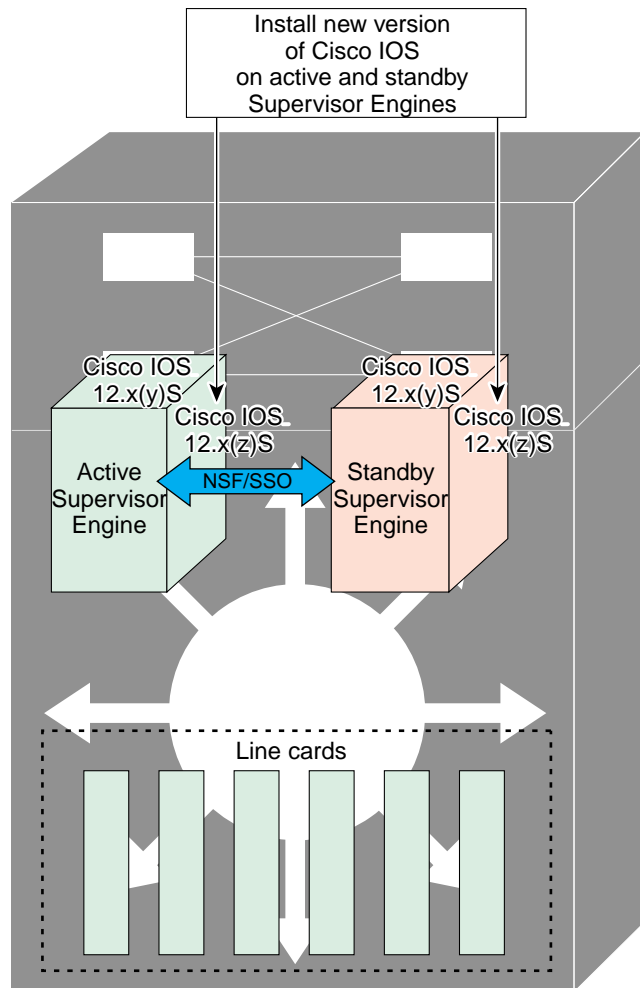 Install new version
of Cisco IOS
on active and standby
Supervisor Engines
Cisco IOS
12.x(y)S
Cisco IOS
12.x(z)S
Cisco IOS
12.x(y)S
Cisco IOS
12.x(z)S
Active
Supervisor
Engine
NSF/SSO
Standby
Supervisor
Engine
Line cards